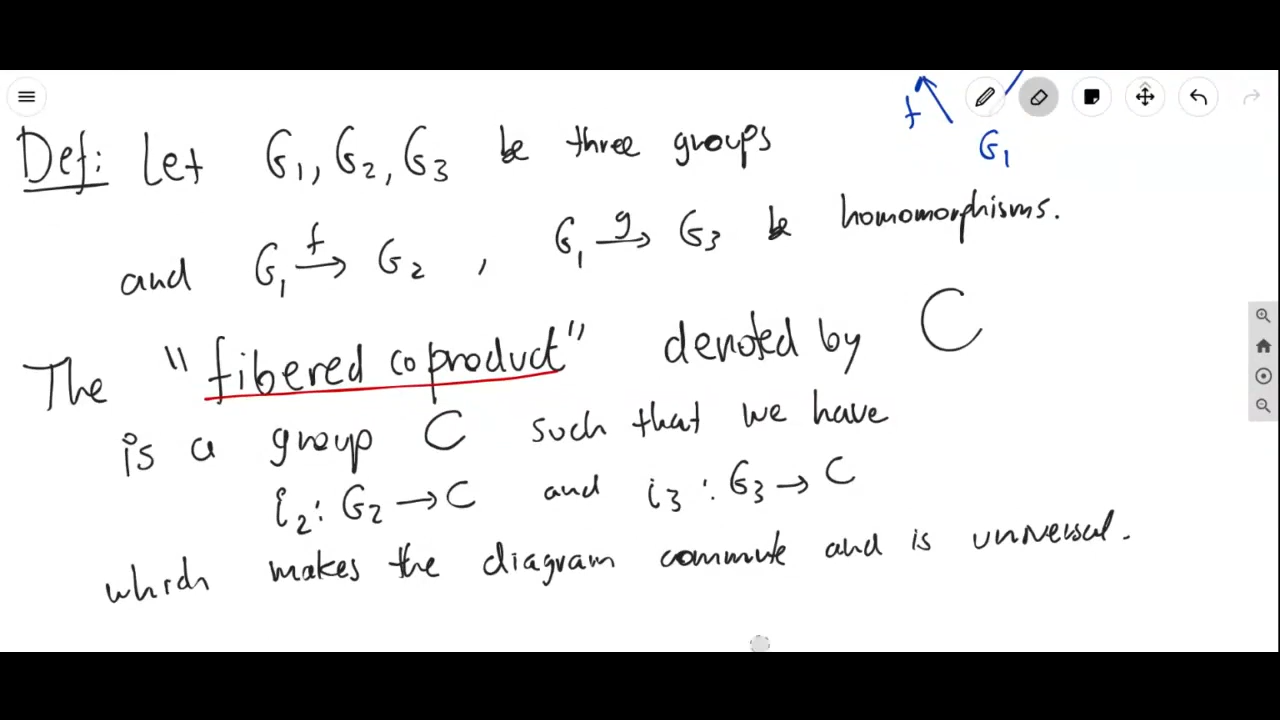 f
G₁
Def: Let G₁, G₂, G₃ be three groups
and G₁ →f G₂ , G₁ →g G₃ be homomorphisms.
The "fibered coproduct" denoted by C
is a group C such that we have
i₂: G₂ → C and i₃: G₃ → C
which makes the diagram commute and is universal.